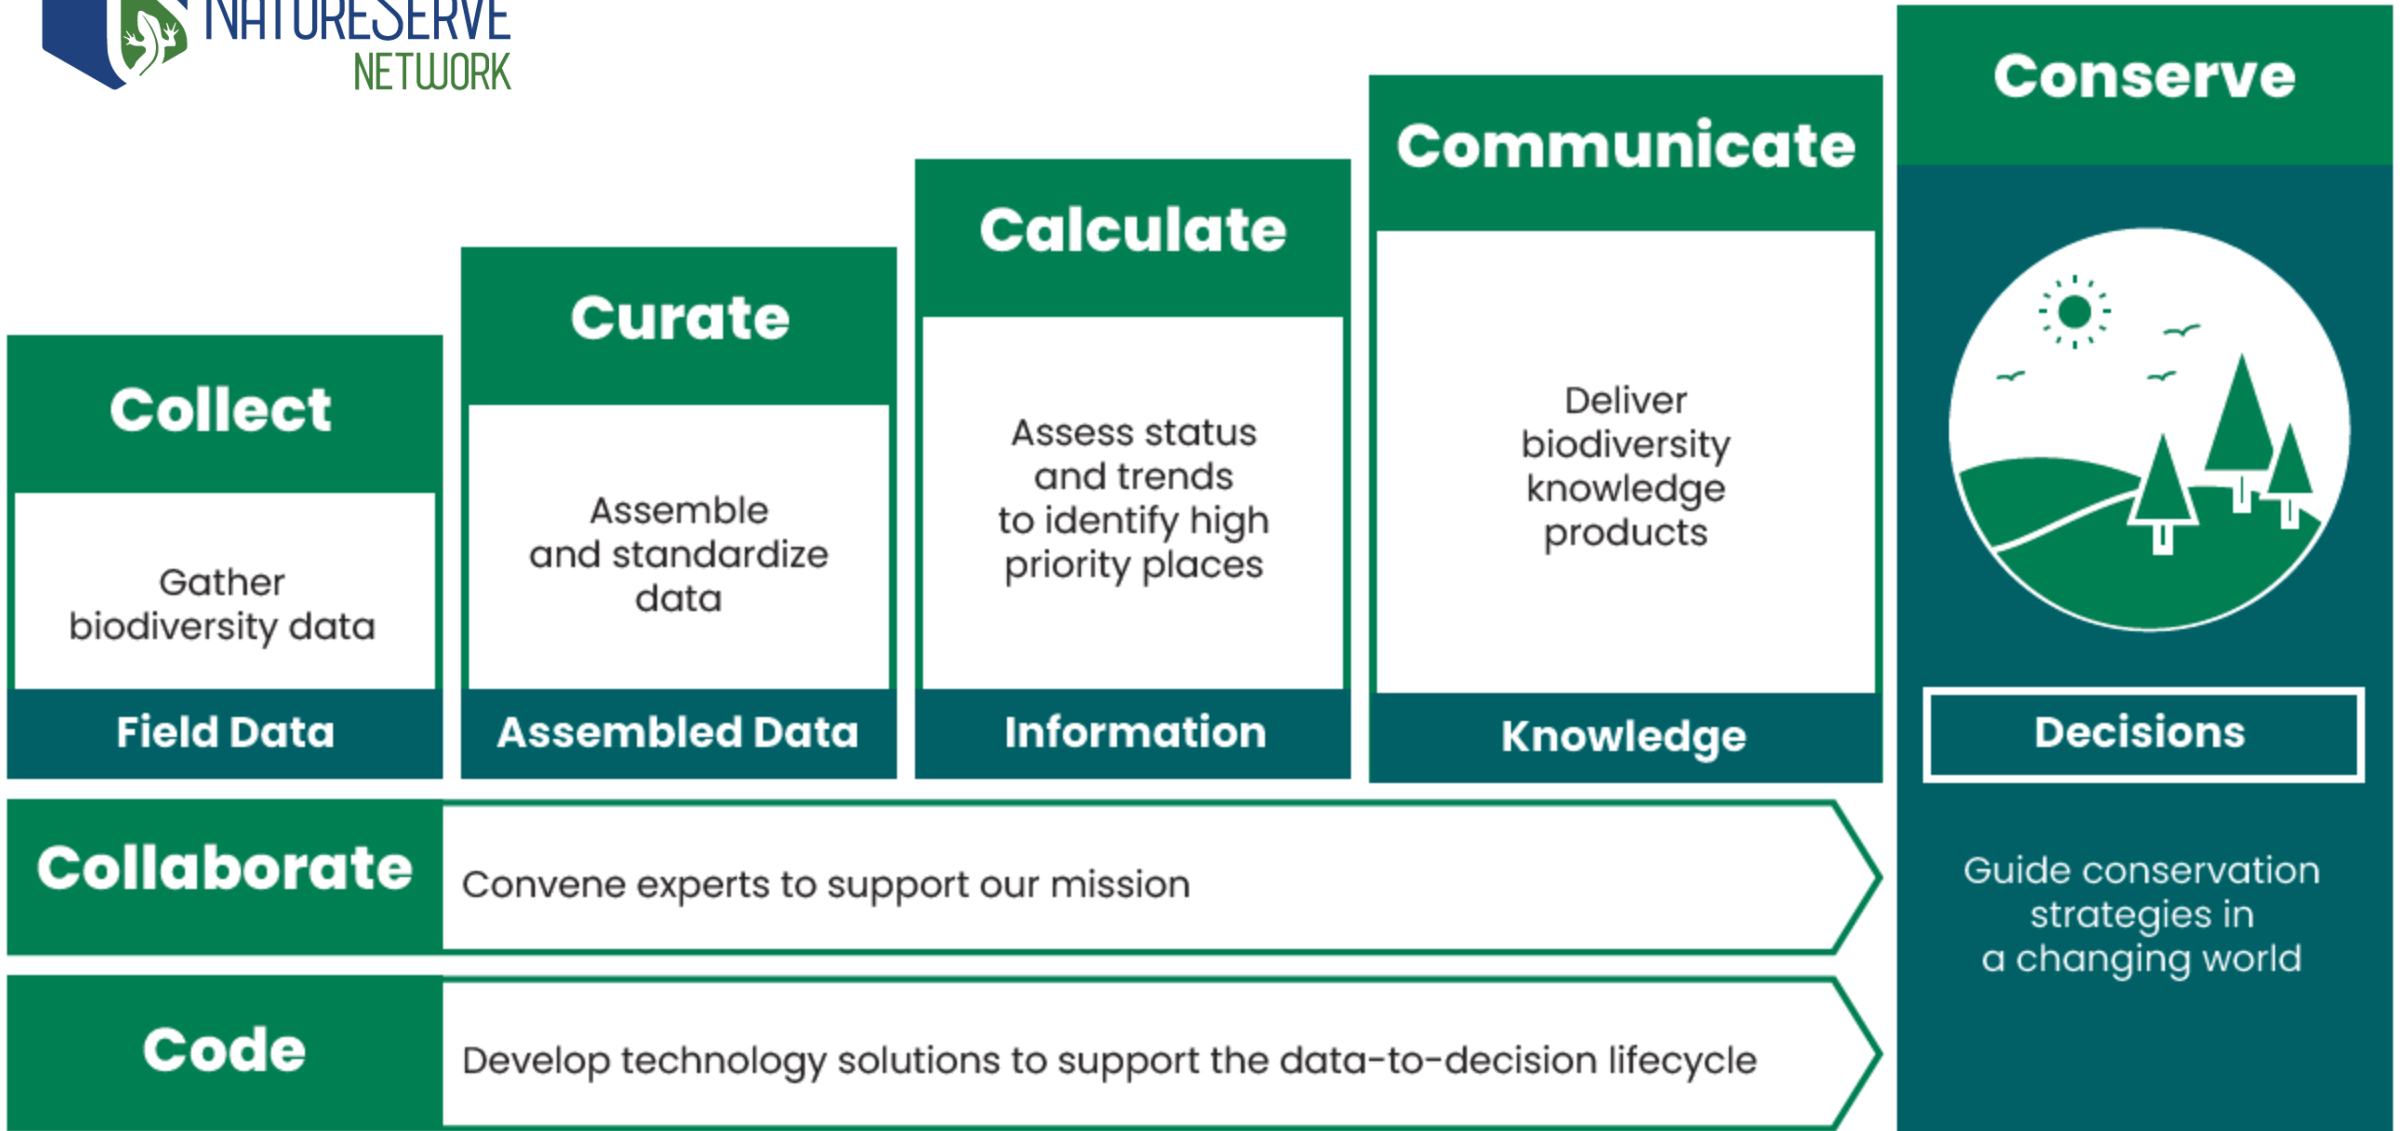 NATURESERVE
NETWORK
Collect
Gather
biodiversity data
Field Data
Curate
Assemble
and standardize
data
Assembled Data
Calculate
Assess status
and trends
to identify high
priority places
Information
Communicate
Deliver
biodiversity
knowledge
products
Knowledge
Conserve
Decisions
Guide conservation
strategies in
a changing world
Collaborate
Convene experts to support our mission
Code
Develop technology solutions to support the data-to-decision lifecycle